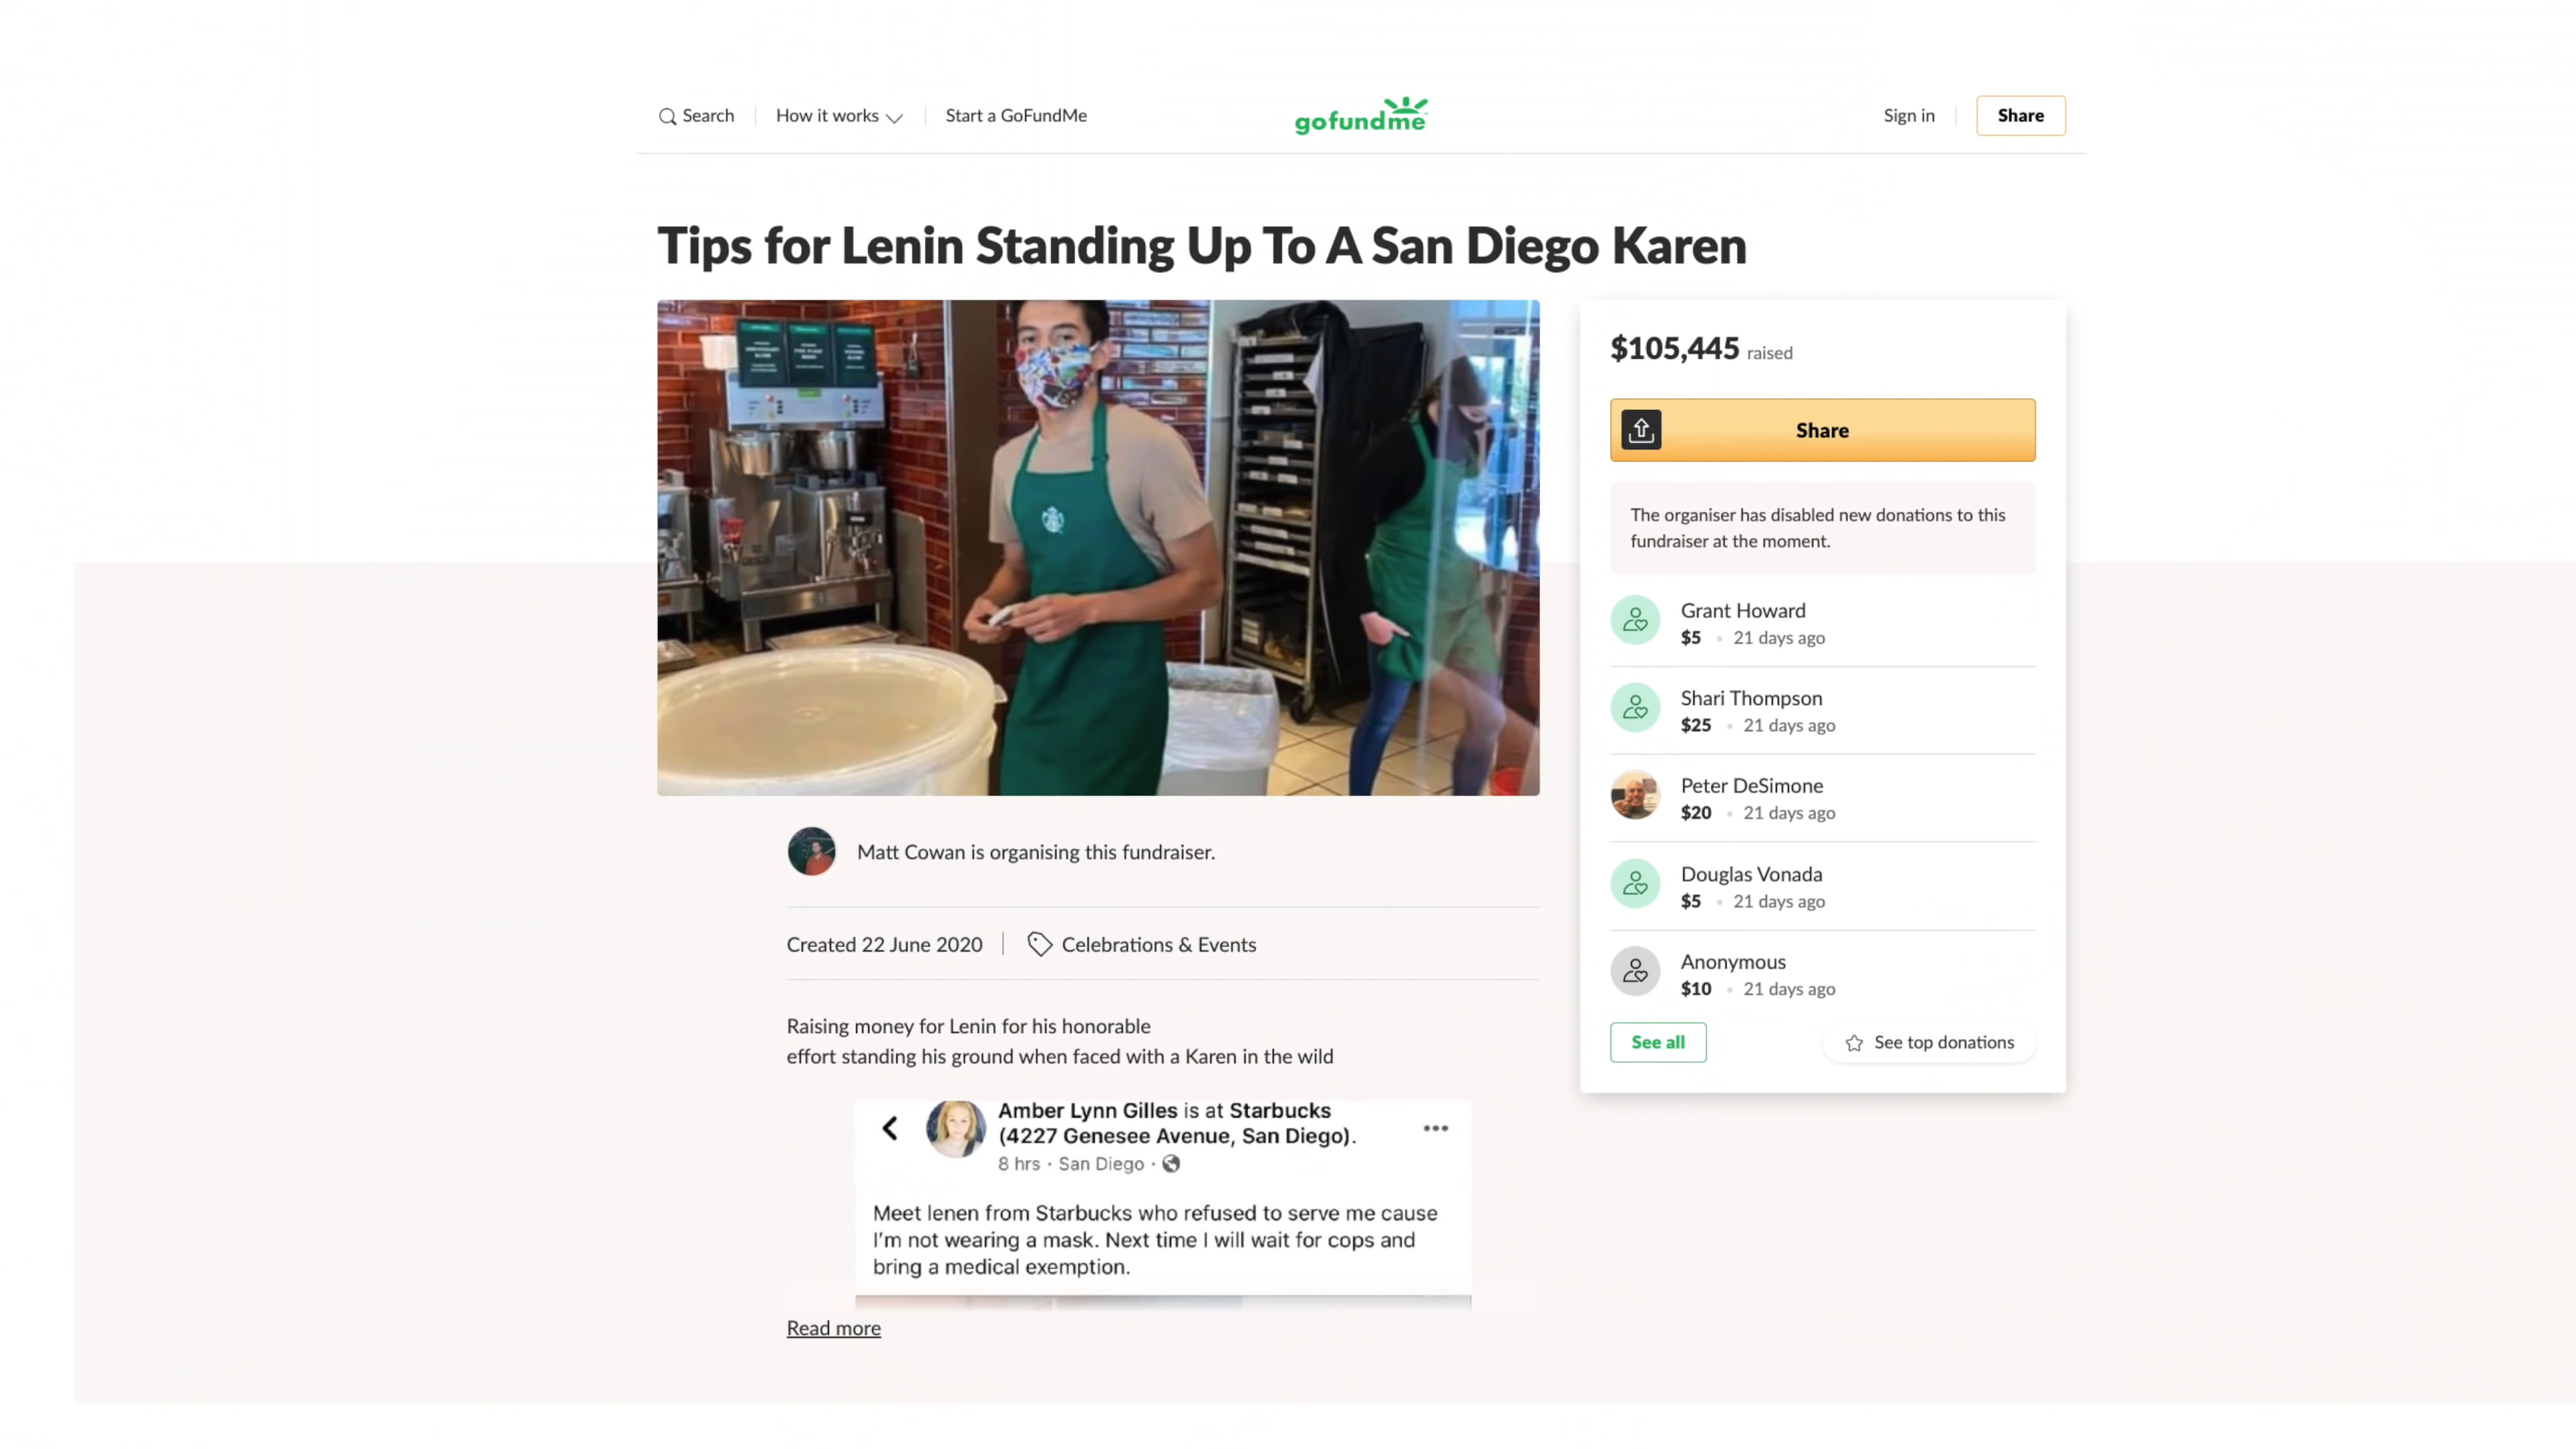 Search
How it works
Start a GoFundMe
gofundme
Sign in
Share
Tips for Lenin Standing Up To A San Diego Karen
$105,445 raised
Share
The organiser has disabled new donations to this
fundraiser at the moment.
Grant Howard
$5 • 21 days ago
Shari Thompson
$25 • 21 days ago
Peter DeSimone
$20 • 21 days ago
Douglas Vonada
$5 • 21 days ago
Anonymous
$10 • 21 days ago
See all
See top donations
Matt Cowan is organising this fundraiser.
Created 22 June 2020
Celebrations & Events
Raising money for Lenin for his honorable
effort standing his ground when faced with a Karen in the wild
Amber Lynn Gilles is at Starbucks
(4227 Genesee Avenue, San Diego).
8 hrs · San Diego ·
Meet lenen from Starbucks who refused to serve me cause
I'm not wearing a mask. Next time I will wait for cops and
bring a medical exemption.
Read more